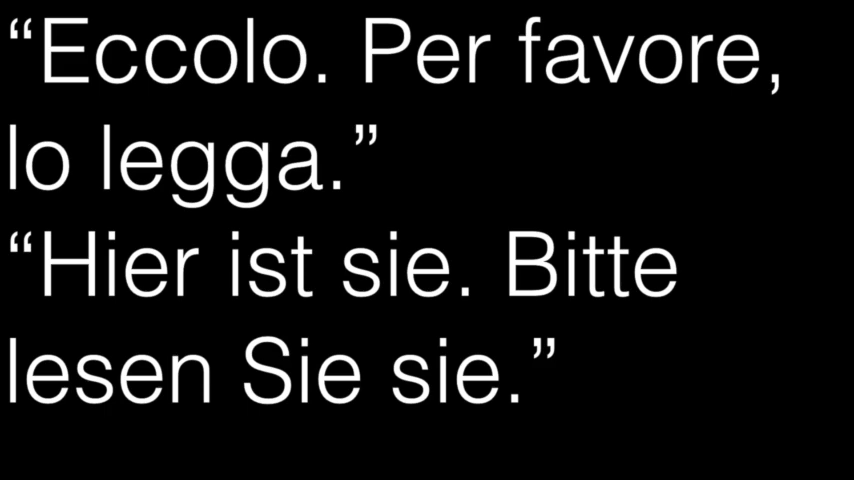 “Eccolo. Per favore,
lo legga.”
“Hier ist sie. Bitte
lesen Sie sie.”